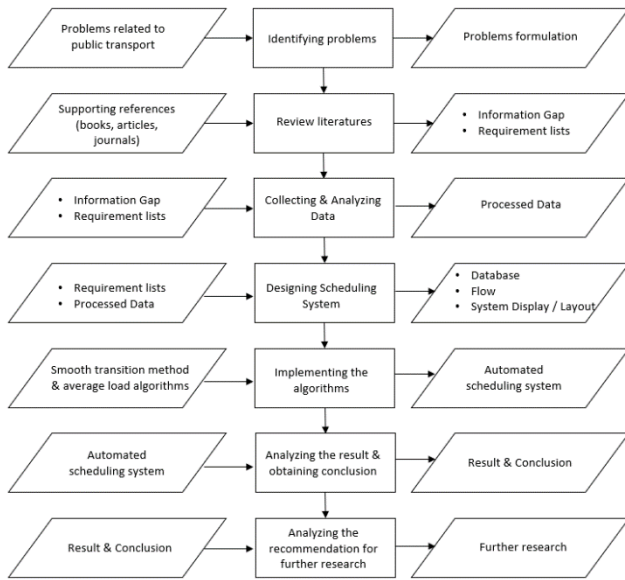 Problems related to
public transport
Identifying problems
Problems formulation
Supporting references
(books, articles,
journals)
Review literatures
• Information Gap
• Requirement lists
• Information Gap
• Requirement lists
Collecting & Analyzing
Data
Processed Data
• Requirement lists
• Processed Data
Designing Scheduling
System
• Database
• Flow
• System Display / Layout
Smooth transition method
& average load algorithms
Implementing the
algorithms
Automated
scheduling system
Automated
scheduling system
Analyzing the result &
obtaining conclusion
Result & Conclusion
Result & Conclusion
Analyzing the
recommendation for
further research
Further research